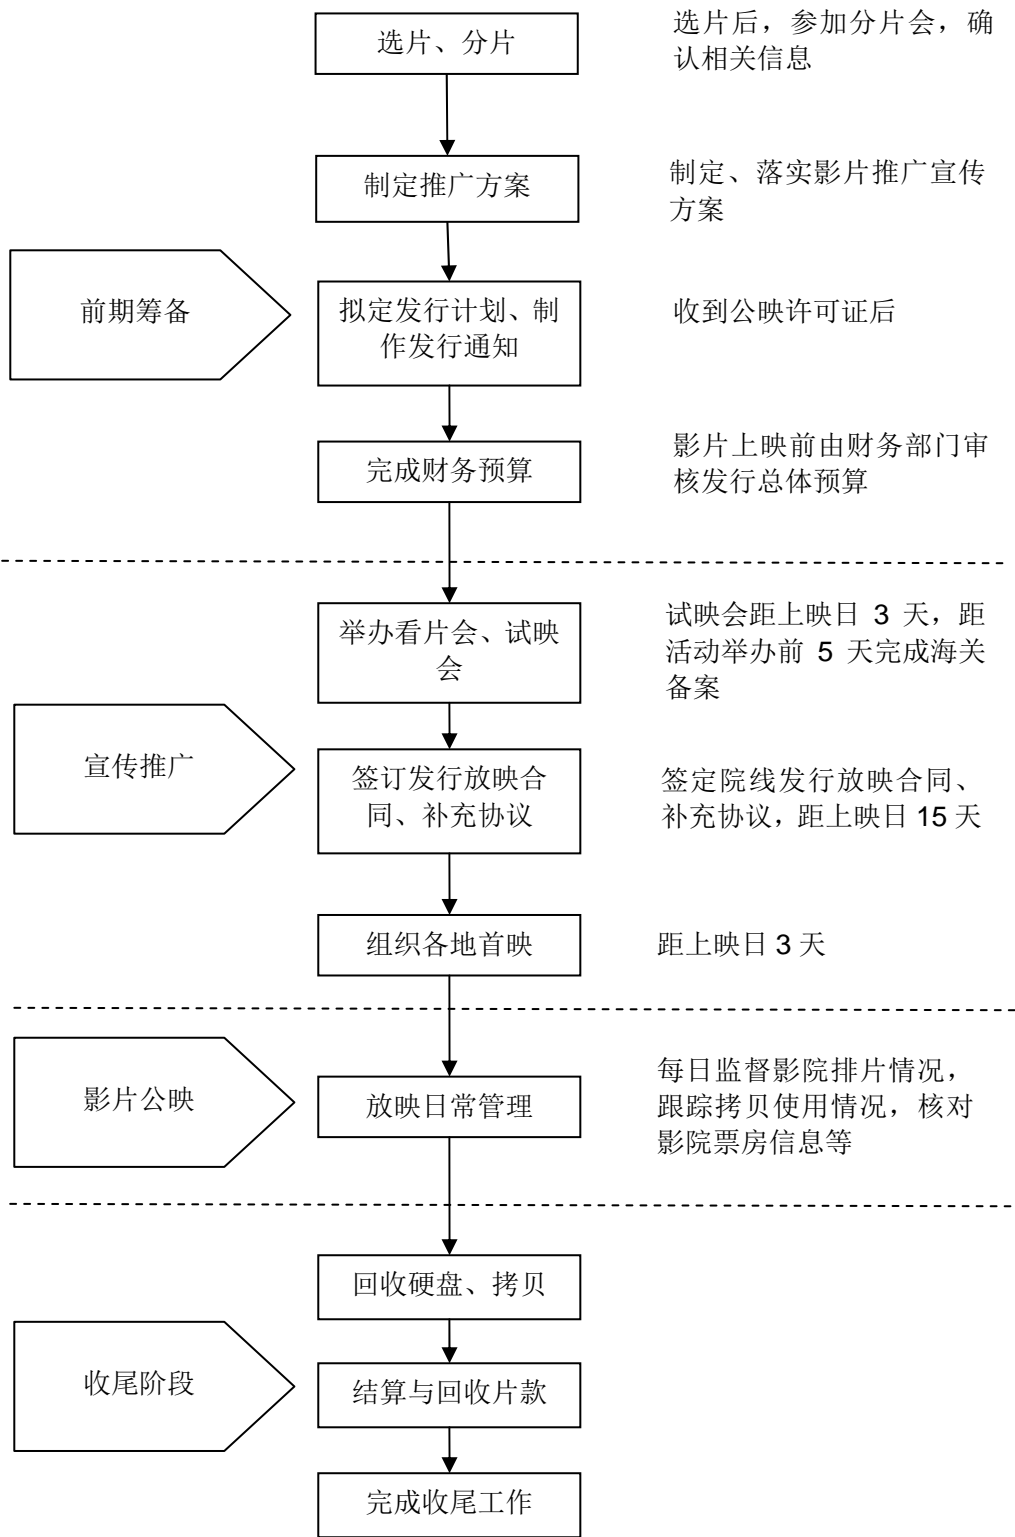 选片、分片
选片后，参加分片会，确
认相关信息
制定推广方案
制定、落实影片推广宣传
方案
前期筹备
拟定发行计划、制
作发行通知
收到公映许可证后
完成财务预算
影片上映前由财务部门审
核发行总体预算
举办看片会、试映
会
试映会距上映日 3 天，距
活动举办前 5 天完成海关
备案
宣传推广
签订发行放映合
同、补充协议
签定院线发行放映合同、
补充协议，距上映日 15 天
组织各地首映
距上映日 3 天
影片公映
放映日常管理
每日监督影院排片情况，
跟踪拷贝使用情况，核对
影院票房信息等
回收硬盘、拷贝
收尾阶段
结算与回收片款
完成收尾工作